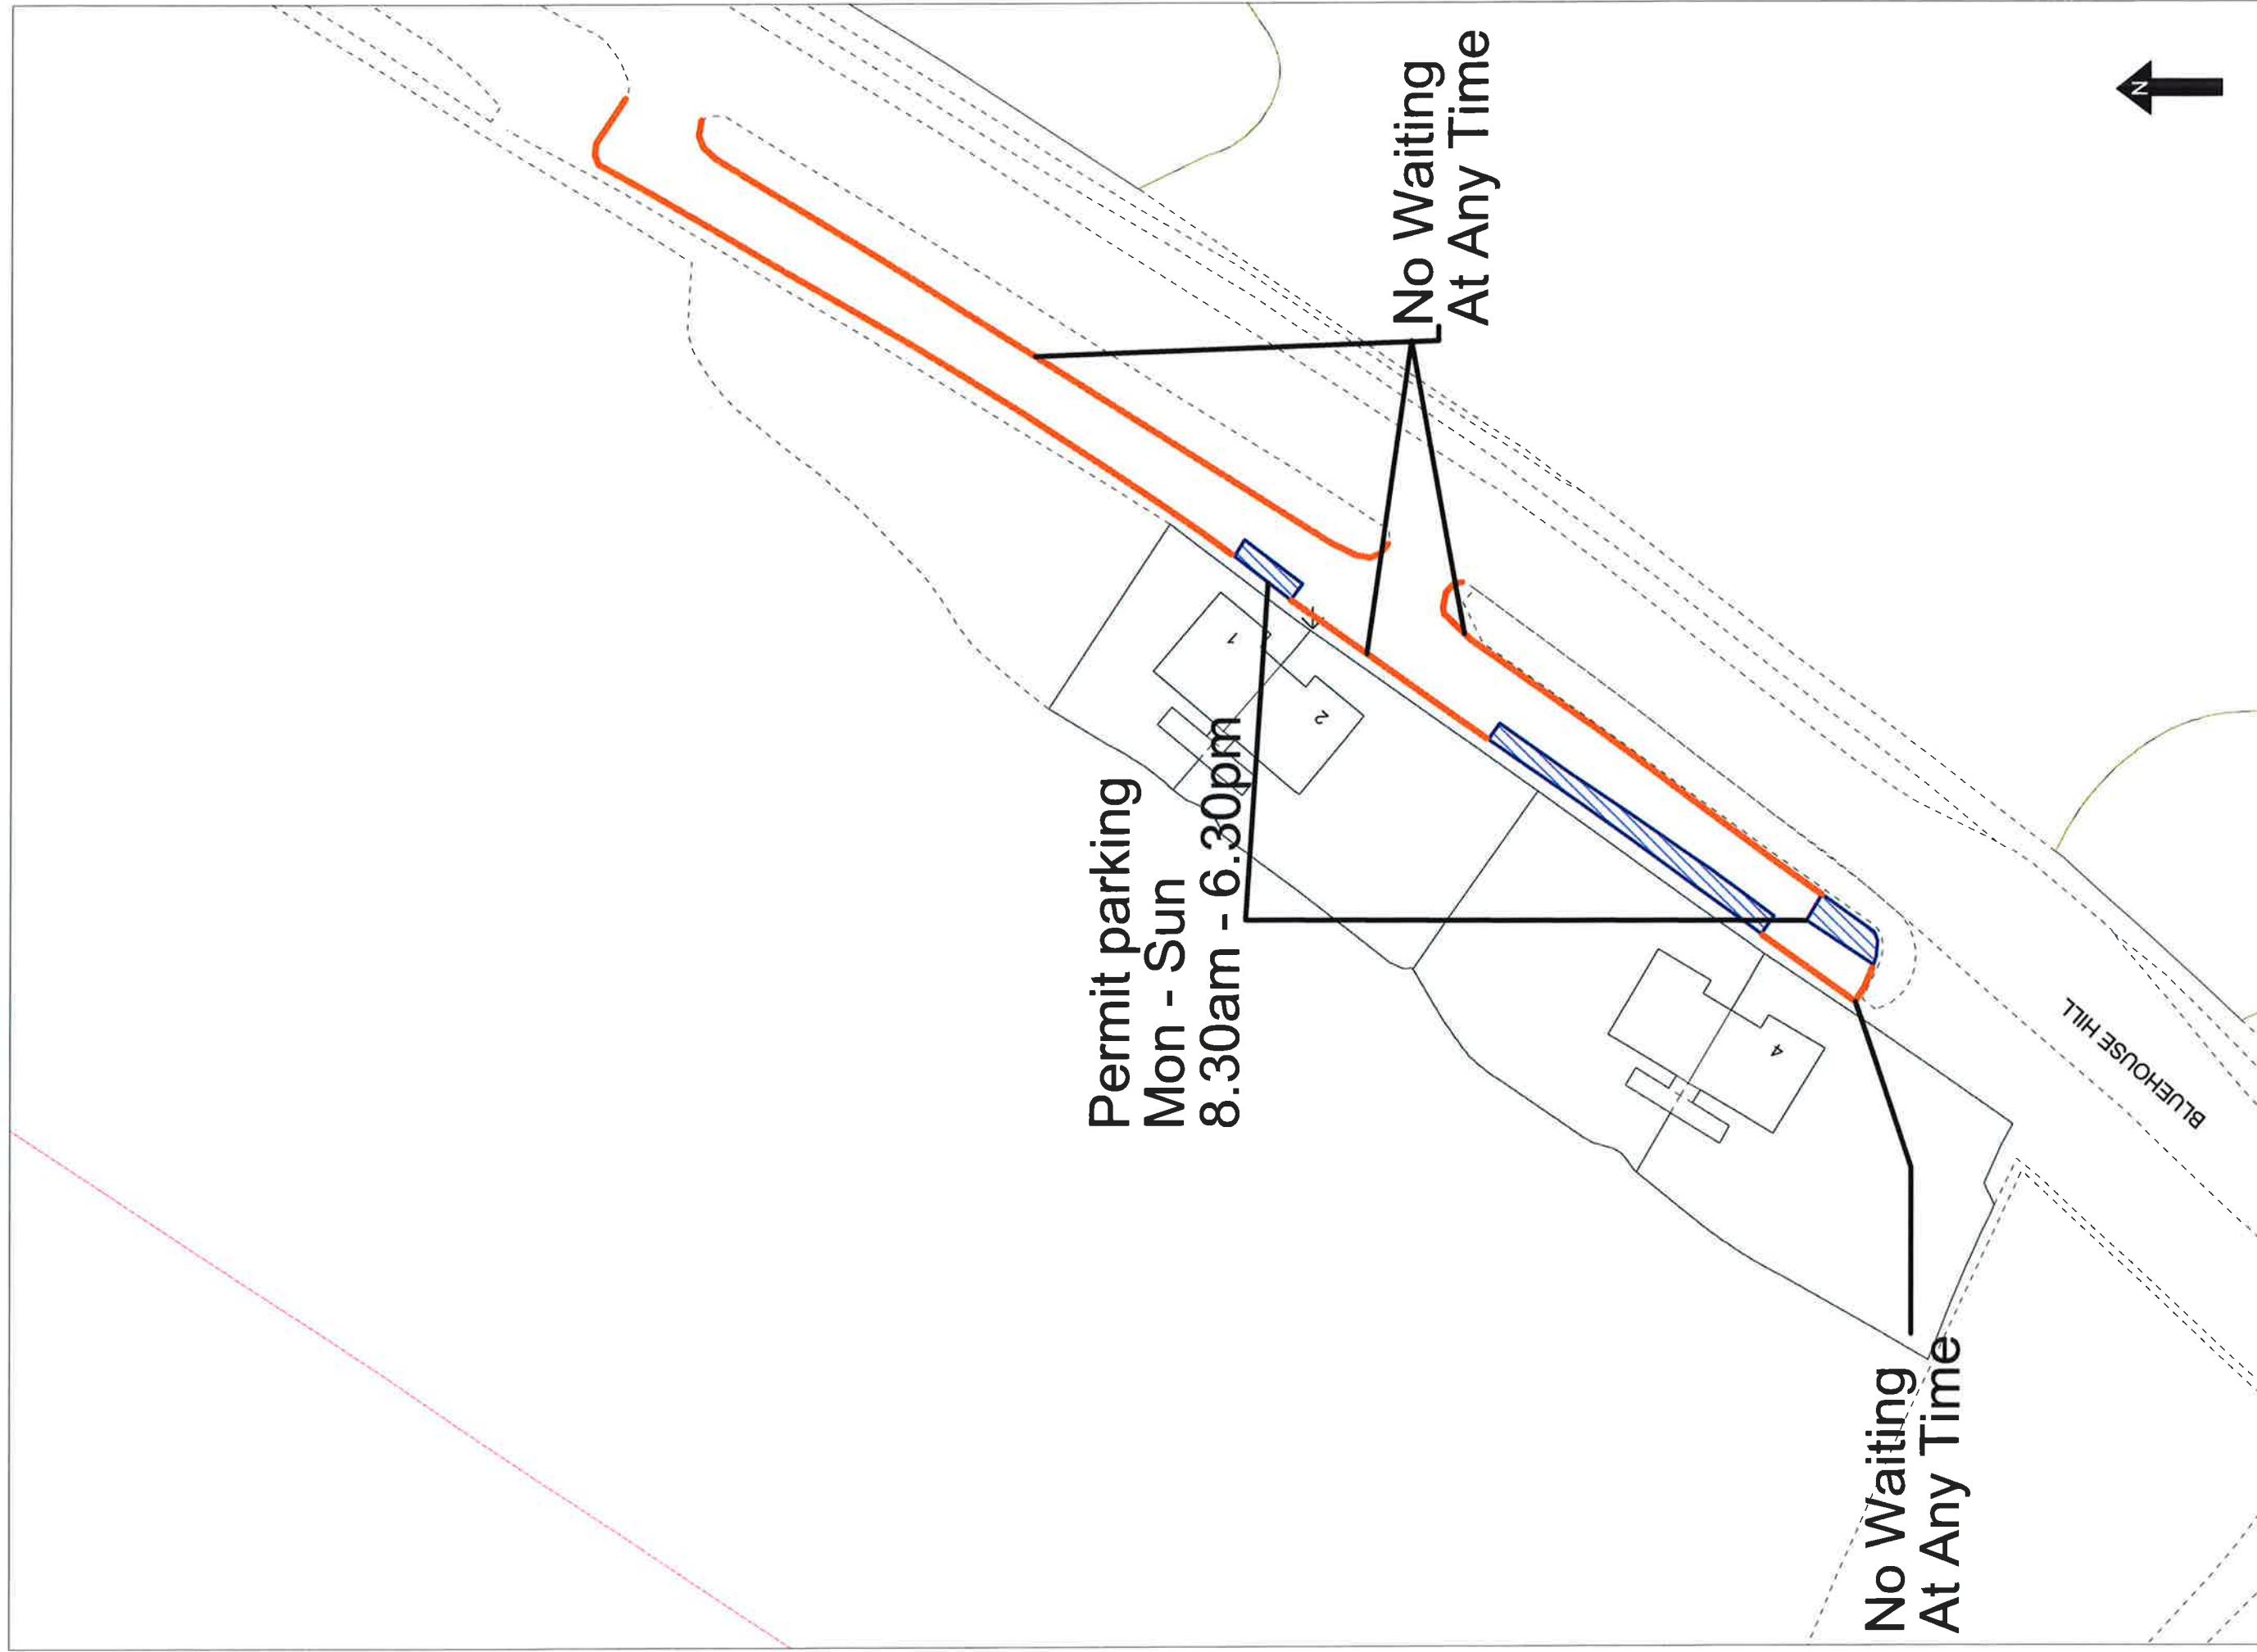 No Waiting
At Any Time
Permit parking
Mon - Sun
8.30am - 6.30pm
1
2
4
BLUEHOUSE HILL
No Waiting
At Any Time
N